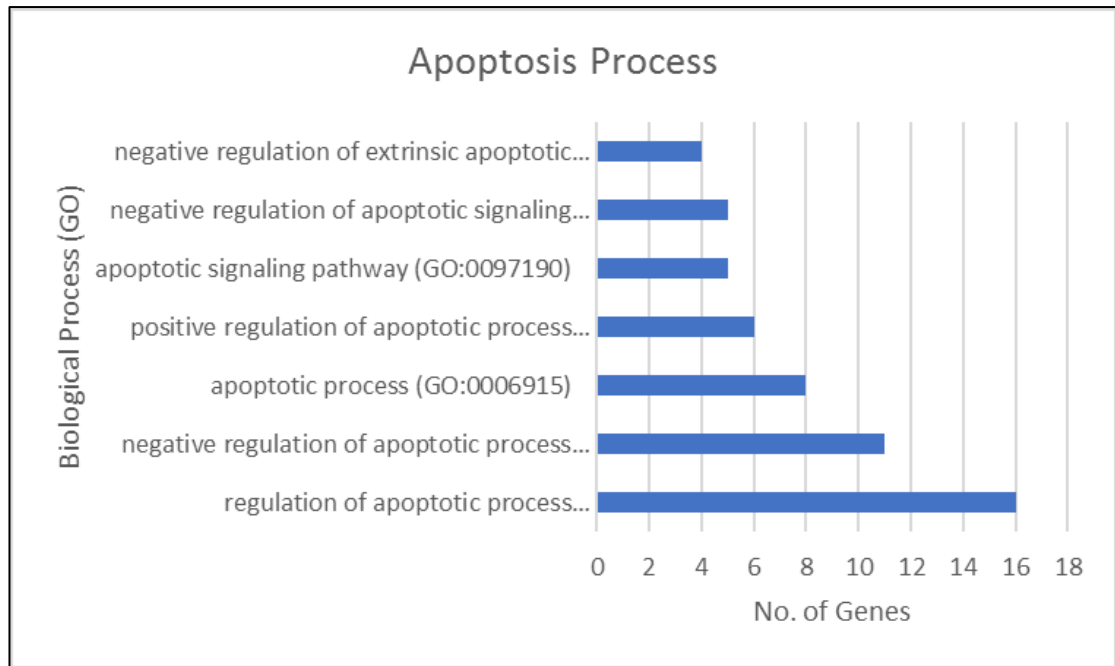 Apoptosis Process
Biological Process (GO)
negative regulation of extrinsic apoptotic...
negative regulation of apoptotic signaling...
apoptotic signaling pathway (GO:0097190)
positive regulation of apoptotic process...
apoptotic process (GO:0006915)
negative regulation of apoptotic process...
regulation of apoptotic process...
0 2 4 6 8 10 12 14 16 18
No. of Genes